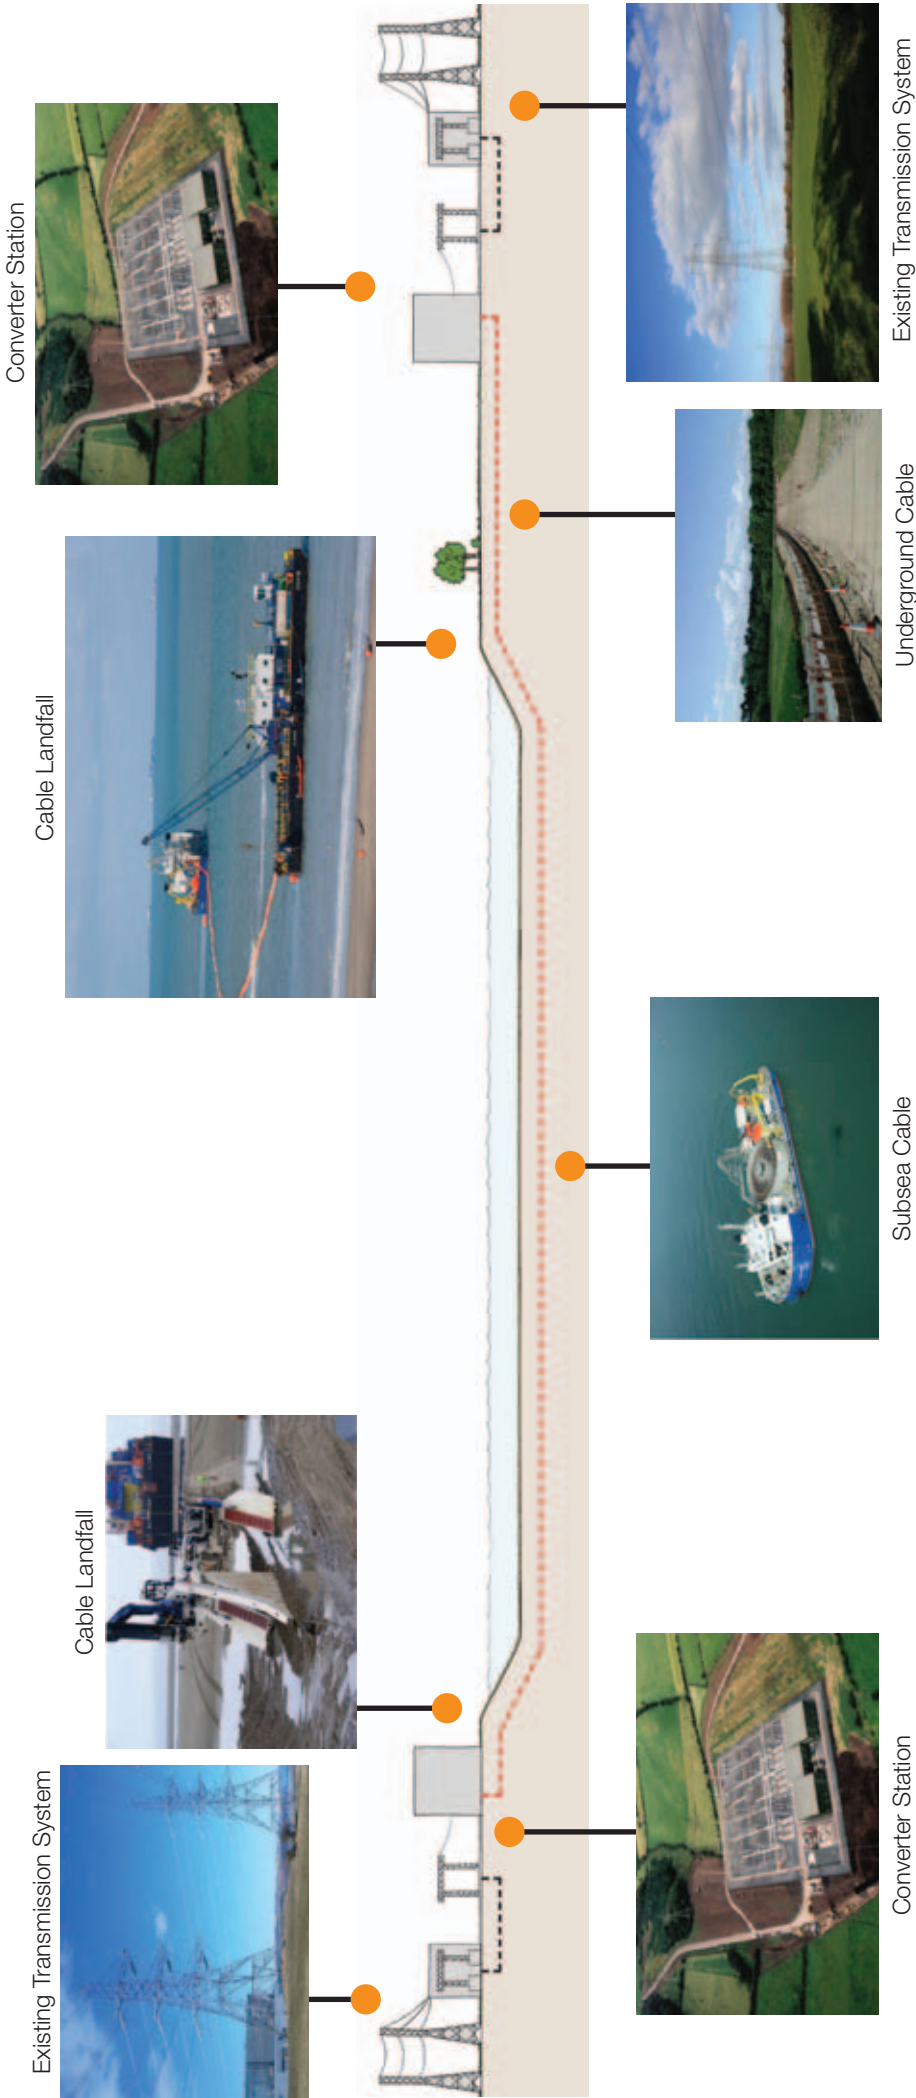 Existing Transmission System
Cable Landfall
Cable Landfall
Converter Station
Converter Station
Subsea Cable
Underground Cable
Existing Transmission System